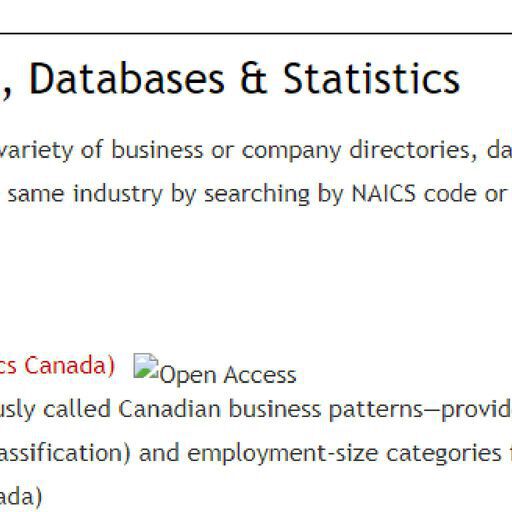 , Databases & Statistics
variety of business or company directories, da
same industry by searching by NAICS code or
cs Canada) Open Access
usly called Canadian business patterns—provid
assification) and employment-size categories
ada)